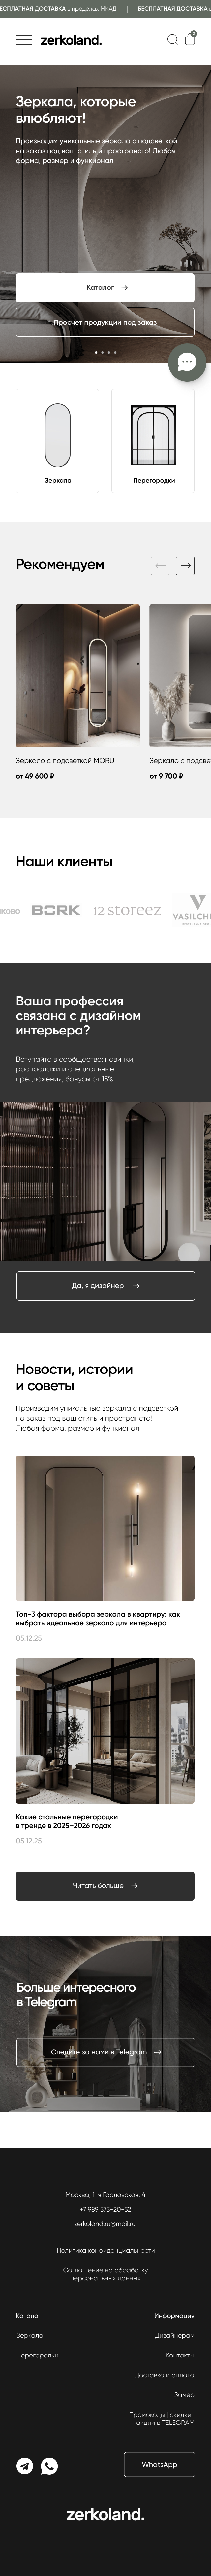 БЕСПЛАТНАЯ ДОСТАВКА в пределах МКАД | БЕСПЛАТНАЯ ДОСТАВКА
zerkoland.
Зеркала, которые
влюбляют!
Производим уникальные зеркала с подсветкой
на заказ под ваш стиль и пространсто! Любая
форма, размер и функионал
Каталог →
Просчет продукции под заказ
Зеркала
Перегородки
Рекомендуем
Зеркало с подсветкой MORU
от 49 600 ₽
Зеркало с подсве
от 9 700 ₽
Наши клиенты
ково
BORK
12 STOREEZ
VASILCHI
Ваша профессия
связана с дизайном
интерьера?
Вступайте в сообщество: новинки,
распродажи и специальные
предложения, бонусы от 15%
Да, я дизайнер →
Новости, истории
и советы
Производим уникальные зеркала с подсветкой
на заказ под ваш стиль и пространсто!
Любая форма, размер и функионал
Топ-3 фактора выбора зеркала в квартиру: как
выбрать идеальное зеркало для интерьера
05.12.25
Какие стальные перегородки
в тренде в 2025–2026 годах
05.12.25
Читать больше →
Больше интересного
в Telegram
Следите за нами в Telegram →
Москва, 1-я Горловская, 4
+7 989 575-20-52
zerkoland.ru@mail.ru
Политика конфиденциальности
Соглашение на обработку
персональных данных
Каталог
Зеркала
Перегородки
Информация
Дизайнерам
Контакты
Доставка и оплата
Замер
Промокоды | скидки |
акции в TELEGRAM
WhatsApp
zerkoland.